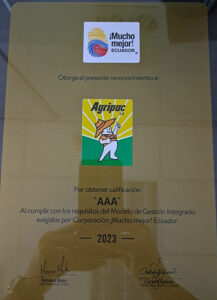 ¡Mucho
mejor!
ECUADOR
Otorga el presente reconocimiento a:
Agripac
S.A.
Por obtener calificación
"AAA"
Al cumplir con los requisitos del Modelo de Gestión Integrado
exigidos por Corporación ¡Mucho mejor! Ecuador
2023